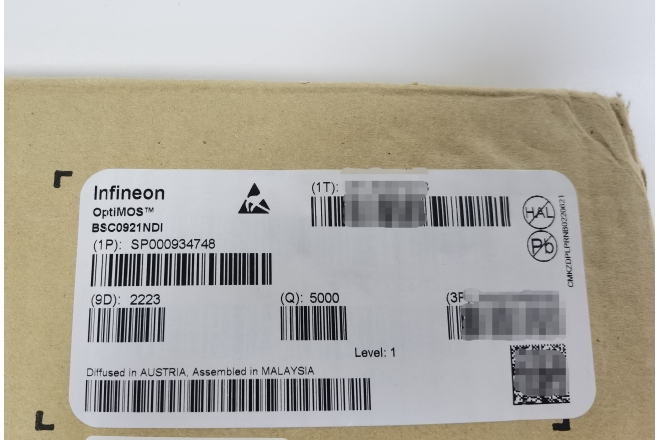 Infineon
OptiMOS™
BSC0921NDI
(1P): SP000934748
(1T):
HAL
Pb
CMKZDPLPRNB0220621
(9D): 2223
(Q): 5000
Level: 1
Diffused in AUSTRIA, Assembled in MALAYSIA